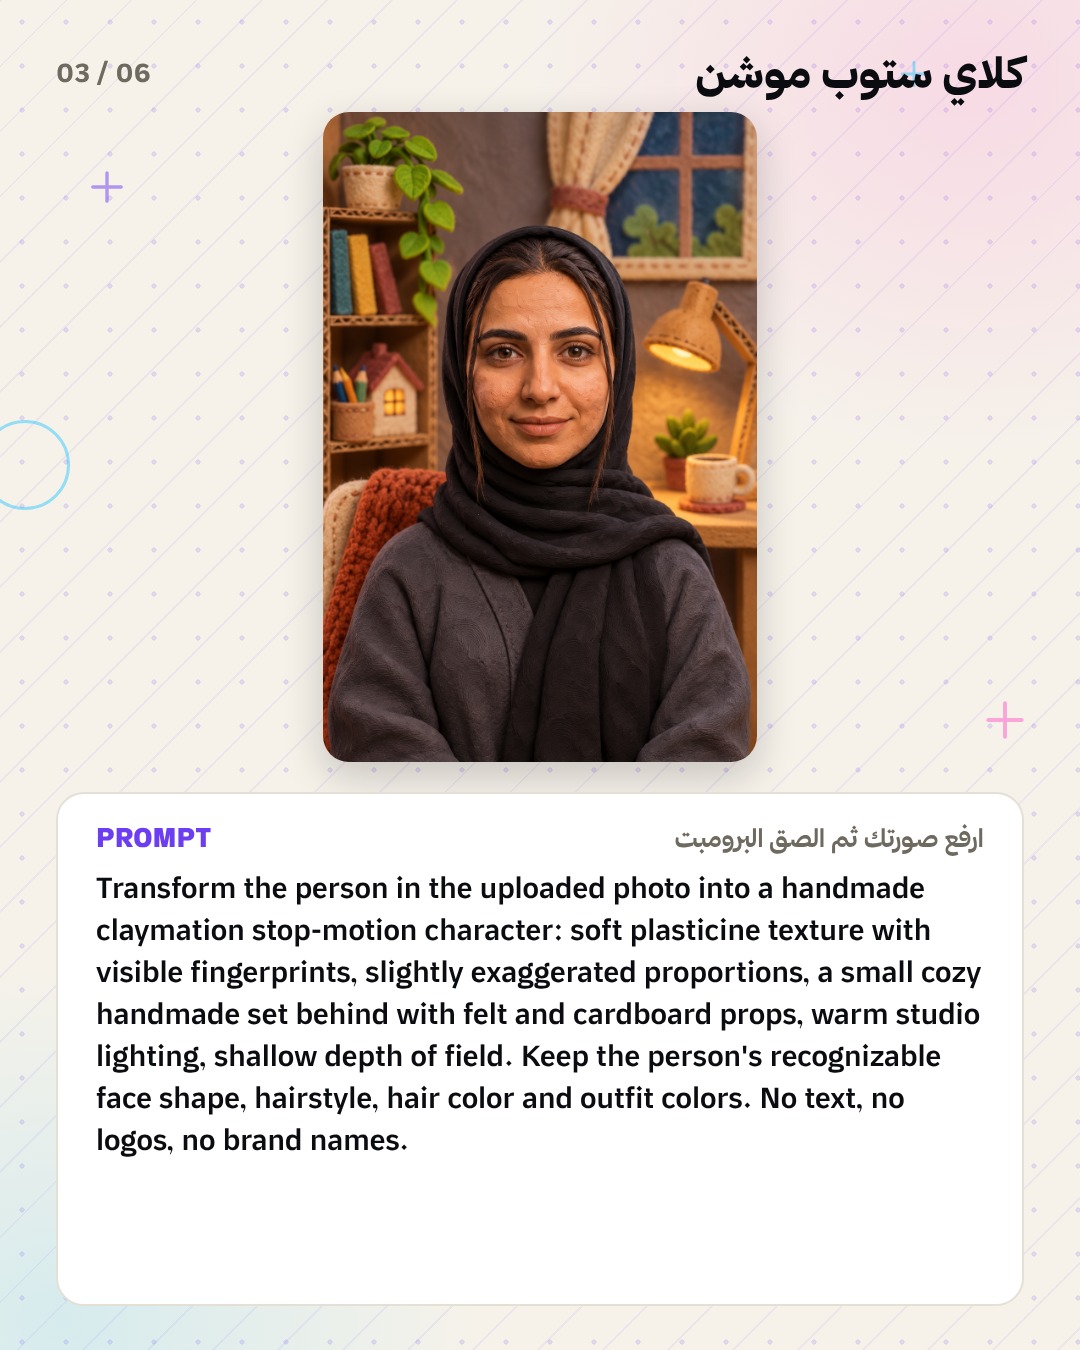 03 / 06
كلاي ستوب موشن
PROMPT
ارفع صورتك ثم الصق البرومبت
Transform the person in the uploaded photo into a handmade
claymation stop-motion character: soft plasticine texture with
visible fingerprints, slightly exaggerated proportions, a small cozy
handmade set behind with felt and cardboard props, warm studio
lighting, shallow depth of field. Keep the person's recognizable
face shape, hairstyle, hair color and outfit colors. No text, no
logos, no brand names.